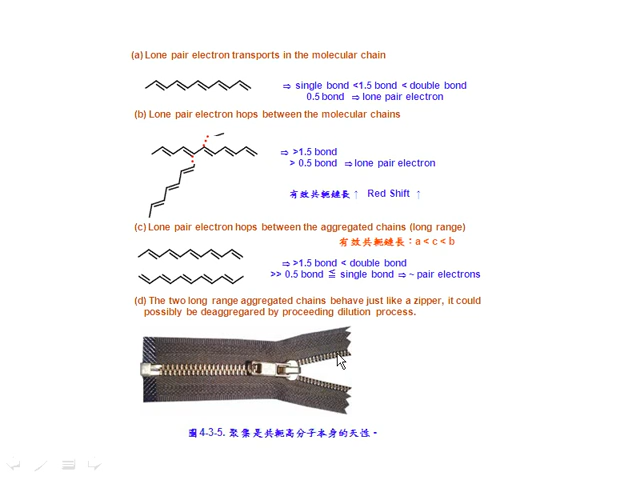 (a) Lone pair electron transports in the molecular chain
⇒ single bond <1.5 bond < double bond
0.5 bond ⇒ lone pair electron
(b) Lone pair electron hops between the molecular chains
⇒ >1.5 bond
> 0.5 bond ⇒ lone pair electron
有效共軛鏈長↑ Red Shift ↑
(c) Lone pair electron hops between the aggregated chains (long range)
有效共軛鏈長：a < c < b
⇒ >1.5 bond < double bond
>> 0.5 bond ≦ single bond ⇒ ~ pair electrons
(d) The two long range aggregated chains behave just like a zipper, it could
possibly be deaggregared by proceeding dilution process.
圖4-3-5. 聚集是共軛高分子本身的天性。